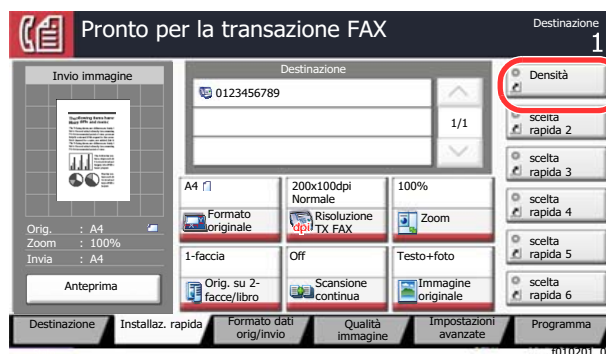 Pronto per la transazione FAX
Destinazione
1
Invio immagine
Orig. : A4
Zoom : 100%
Invia : A4
Anteprima
Destinazione
0123456789
1/1
A4
Formato
originale
200x100dpi
Normale
dpi
Risoluzione
TX FAX
100%
Zoom
1-faccia
Orig. su 2-
facce/libro
Off
Scansione
continua
Testo+foto
Immagine
originale
Densità
scelta
rapida 2
scelta
rapida 3
scelta
rapida 4
scelta
rapida 5
scelta
rapida 6
Destinazione
Installaz. rapida
Formato dati
orig/invio
Qualità
immagine
Impostazioni
avanzate
Programma